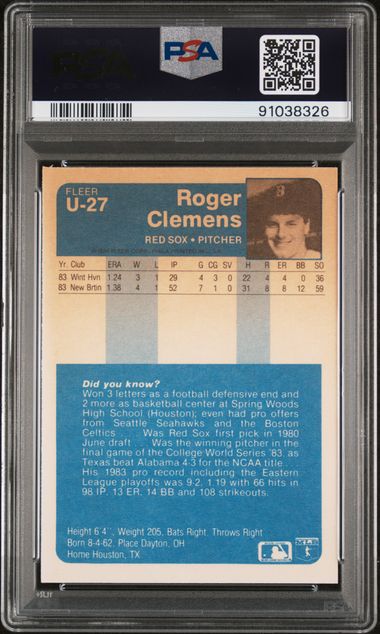 PSA
91038326
FLEER
U-27
Roger
Clemens
RED SOX • PITCHER
Yr. Club ERA W L IP G CG SV H R ER BB SO
83 Wint Hvn 1.24 3 1 29 4 3 0 22 4 4 0 36
83 New Brtin 1.38 4 1 52 7 1 0 31 8 8 12 59
Did you know?
Won 3 letters as a football defensive end and
2 more as basketball center at Spring Woods
High School (Houston); even had pro offers
from Seattle Seahawks and the Boston
Celtics . . . Was Red Sox first pick in 1980
June draft . . . Was the winning pitcher in the
final game of the College World Series '83, as
Texas beat Alabama 4-3 for the NCAA title . . .
His 1983 pro record including the Eastern
League playoffs was 9-2, 1.19 with 66 hits in
98 IP, 13 ER, 14 BB and 108 strikeouts.
Height 6'4", Weight 205, Bats Right, Throws Right
Born 8-4-62, Place Dayton, OH
Home Houston, TX